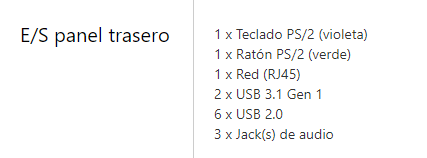 E/S panel trasero
1 x Teclado PS/2 (violeta)
1 x Ratón PS/2 (verde)
1 x Red (RJ45)
2 x USB 3.1 Gen 1
6 x USB 2.0
3 x Jack(s) de audio